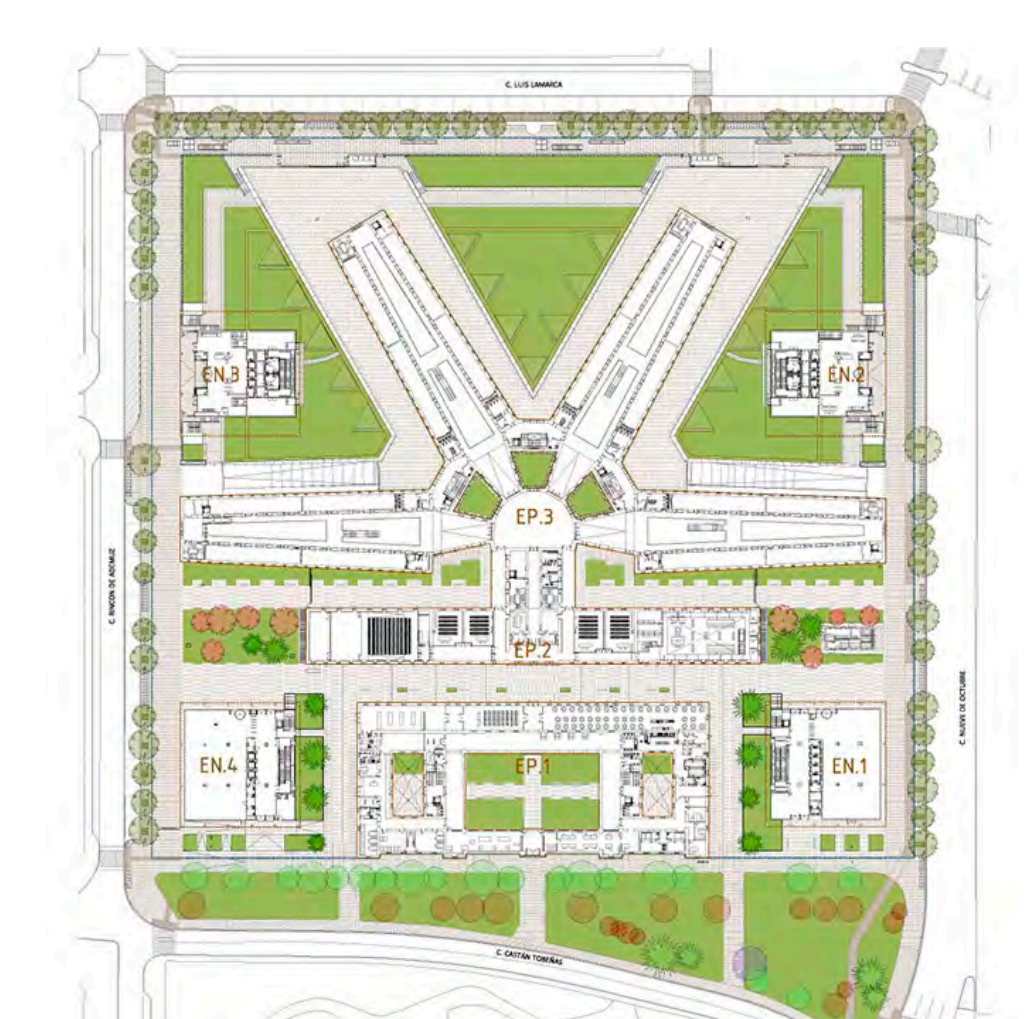 C. LUIS LAMARCA
EN.3
EN.2
EP.3
C. RINCON DE ADEMUZ
EP.2
C. NUEVE DE OCTUBRE
EN.4
EP.1
EN.1
C. CASTÁN TOBEÑAS